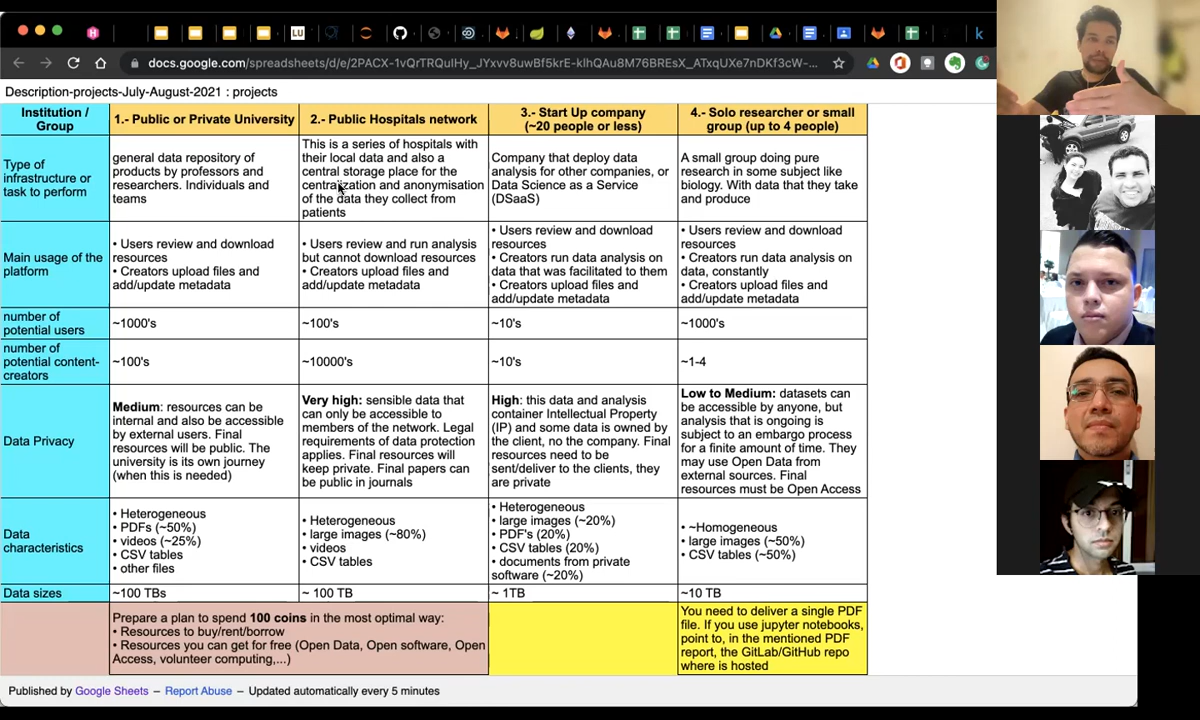 LU
docs.google.com/spreadsheets/d/e/2PACX-1vQrTRQuIHy_JYxvv8uwBf5krE-klhQAu8M76BREsX_ATxqUXe7nDKf3cW-...
Description-projects-July-August-2021 : projects
Institution /
Group
1.- Public or Private University
2.- Public Hospitals network
3.- Start Up company
(~20 people or less)
4.- Solo researcher or small
group (up to 4 people)
Type of
infrastructure or
task to perform
general data repository of
products by professors and
researchers. Individuals and
teams
This is a series of hospitals with
their local data and also a
central storage place for the
centralization and anonymisation
of the data they collect from
patients
Company that deploy data
analysis for other companies, or
Data Science as a Service
(DSaaS)
A small group doing pure
research in some subject like
biology. With data that they take
and produce
Main usage of the
platform
• Users review and download
resources
• Creators upload files and
add/update metadata
• Users review and run analysis
but cannot download resources
• Creators upload files and
add/update metadata
• Users review and download
resources
• Creators run data analysis on
data that was facilitated to them
• Creators upload files and
add/update metadata
• Users review and download
resources
• Creators run data analysis on
data, constantly
• Creators upload files and
add/update metadata
number of
potential users
~1000's
~100's
~10's
~1000's
number of
potential content-
creators
~100's
~10000's
~10's
~1-4
Data Privacy
Medium: resources can be
internal and also be accessible
by external users. Final
resources will be public. The
university is its own journey
(when this is needed)
Very high: sensible data that
can only be accessible to
members of the network. Legal
requirements of data protection
applies. Final resources will
keep private. Final papers can
be public in journals
High: this data and analysis
container Intellectual Property
(IP) and some data is owned by
the client, no the company. Final
resources need to be
sent/deliver to the clients, they
are private
Low to Medium: datasets can
be accessible by anyone, but
analysis that is ongoing is
subject to an embargo process
for a finite amount of time. They
may use Open Data from
external sources. Final
resources must be Open Access
Data
characteristics
• Heterogeneous
• PDFs (~50%)
• videos (~25%)
• CSV tables
• other files
• Heterogeneous
• large images (~80%)
• videos
• CSV tables
• Heterogeneous
• large images (~20%)
• PDF's (20%)
• CSV tables (20%)
• documents from private
software (~20%)
• ~Homogeneous
• large images (~50%)
• CSV tables (~50%)
Data sizes
~100 TBs
~ 100 TB
~ 1TB
~10 TB
Prepare a plan to spend 100 coins in the most optimal way:
• Resources to buy/rent/borrow
• Resources you can get for free (Open Data, Open software, Open
Access, volunteer computing,...)
You need to deliver a single PDF
file. If you use jupyter notebooks,
point to, in the mentioned PDF
report, the GitLab/GitHub repo
where is hosted
Published by Google Sheets – Report Abuse – Updated automatically every 5 minutes